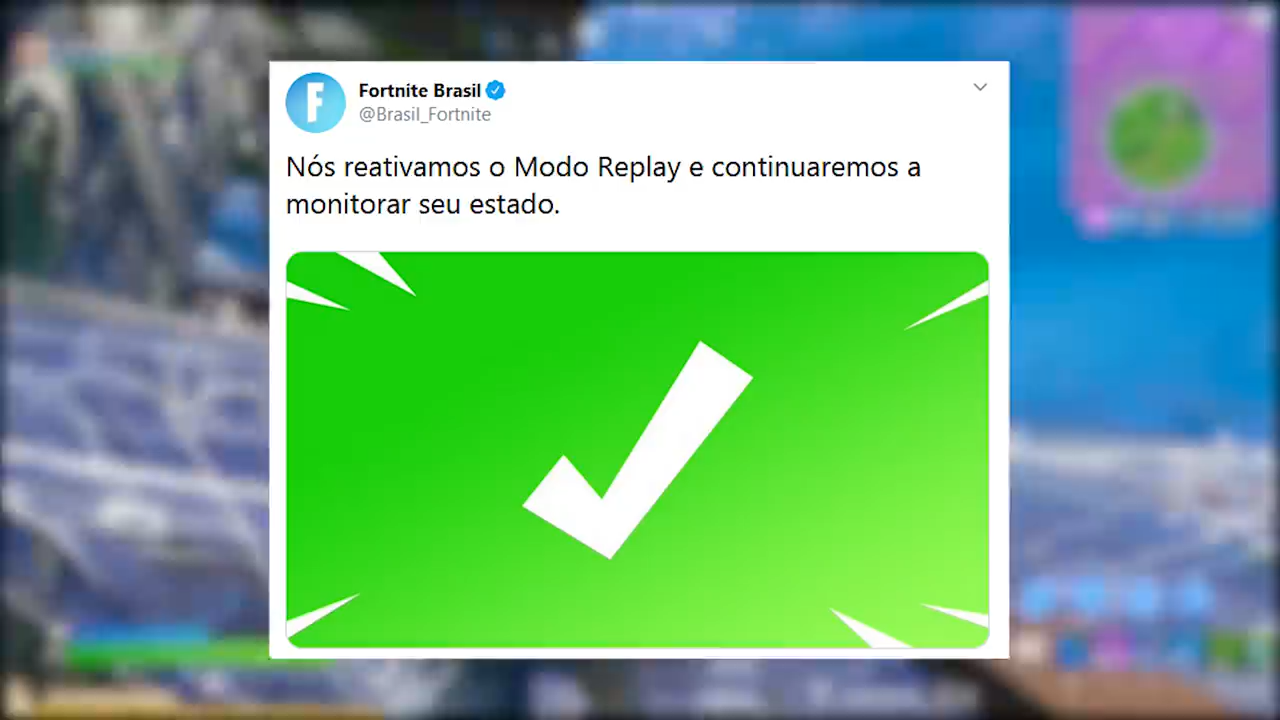 Fortnite Brasil
@Brasil_Fortnite
Nós reativamos o Modo Replay e continuaremos a
monitorar seu estado.